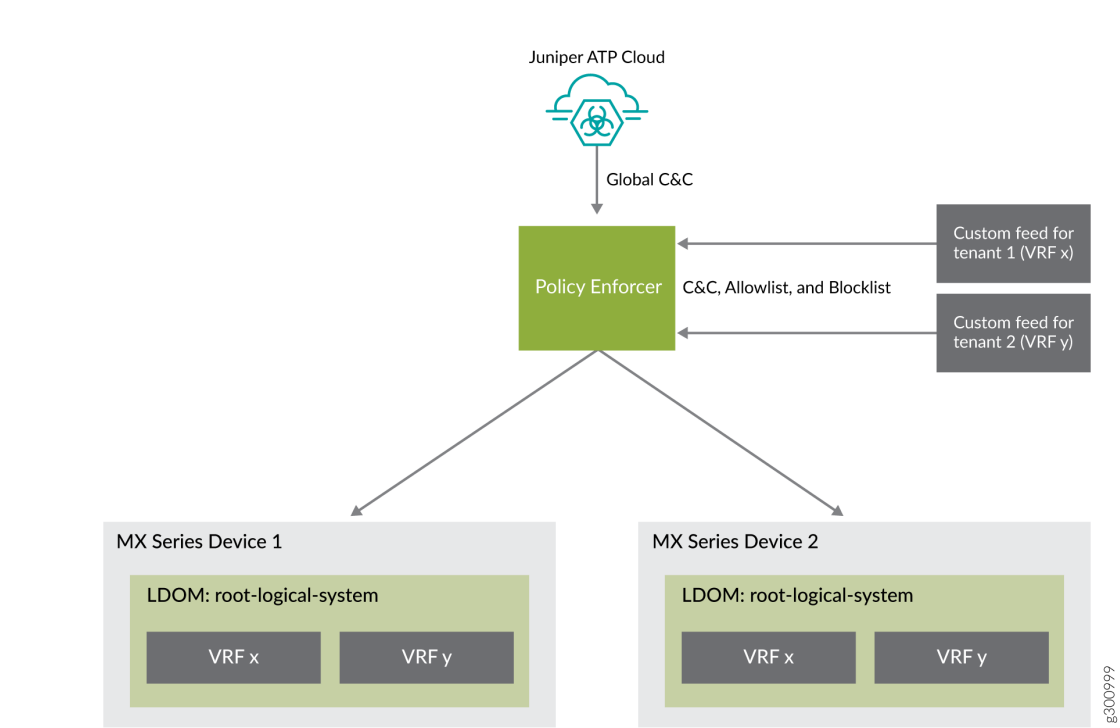 Juniper ATP Cloud
Global C&C
Custom feed for
tenant 1 (VRF x)
Policy Enforcer
C&C, Allowlist, and Blocklist
Custom feed for
tenant 2 (VRF y)
MX Series Device 1
LDOM: root-logical-system
VRF x
VRF y
MX Series Device 2
LDOM: root-logical-system
VRF x
VRF y
g300999